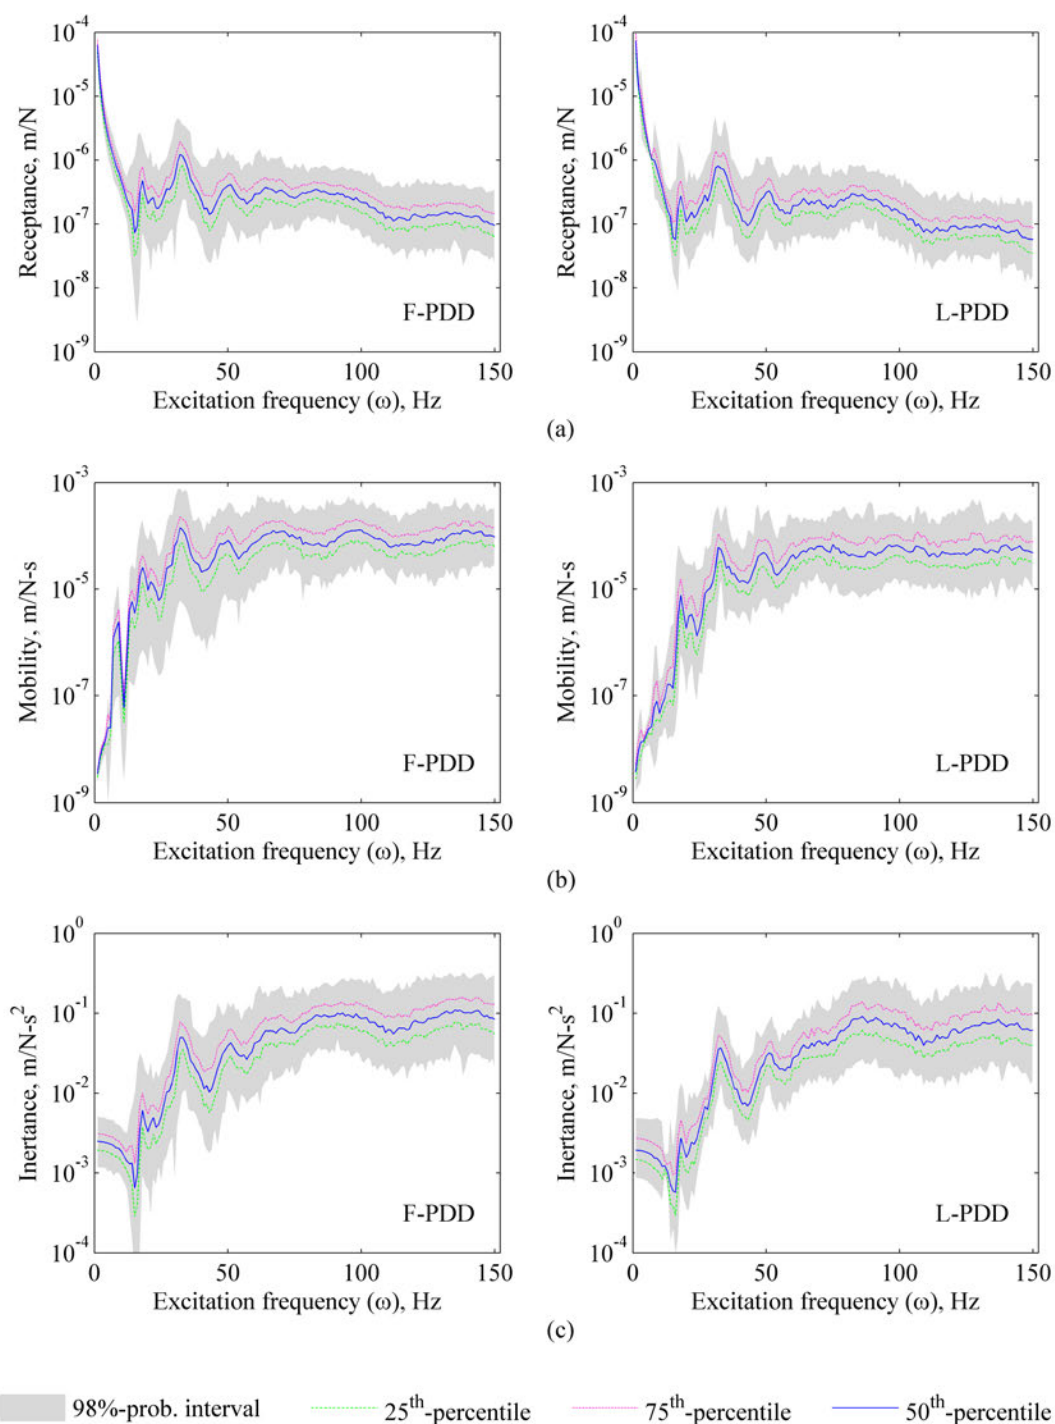 10⁻⁴
10⁻⁵
10⁻⁶
10⁻⁷
10⁻⁸
10⁻⁹
Receptance, m/N
F-PDD
0 50 100 150
Excitation frequency (ω), Hz
10⁻⁴
10⁻⁵
10⁻⁶
10⁻⁷
10⁻⁸
10⁻⁹
Receptance, m/N
L-PDD
0 50 100 150
Excitation frequency (ω), Hz
(a)
10⁻³
10⁻⁵
10⁻⁷
10⁻⁹
Mobility, m/N-s
F-PDD
0 50 100 150
Excitation frequency (ω), Hz
10⁻³
10⁻⁵
10⁻⁷
10⁻⁹
Mobility, m/N-s
L-PDD
0 50 100 150
Excitation frequency (ω), Hz
(b)
10⁰
10⁻¹
10⁻²
10⁻³
10⁻⁴
Inertance, m/N-s²
F-PDD
0 50 100 150
Excitation frequency (ω), Hz
10⁰
10⁻¹
10⁻²
10⁻³
10⁻⁴
Inertance, m/N-s²
L-PDD
0 50 100 150
Excitation frequency (ω), Hz
(c)
98%-prob. interval 25ᵗʰ-percentile 75ᵗʰ-percentile 50ᵗʰ-percentile